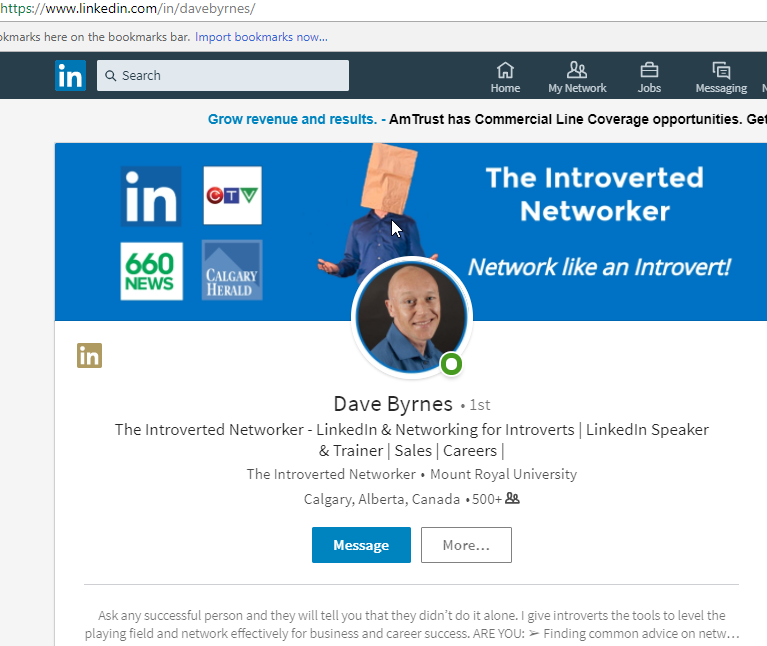 https://www.linkedin.com/in/davebyrnes/
okmarks here on the bookmarks bar. Import bookmarks now...
in Search Home My Network Jobs Messaging
Grow revenue and results. - AmTrust has Commercial Line Coverage opportunities. Get
in CTV
660 NEWS
CALGARY HERALD
The Introverted
Networker
Network like an Introvert!
in
Dave Byrnes • 1st
The Introverted Networker - LinkedIn & Networking for Introverts | LinkedIn Speaker
& Trainer | Sales | Careers |
The Introverted Networker • Mount Royal University
Calgary, Alberta, Canada • 500+
Message More...
Ask any successful person and they will tell you that they didn't do it alone. I give introverts the tools to level the
playing field and network effectively for business and career success. ARE YOU: ➢ Finding common advice on netw...